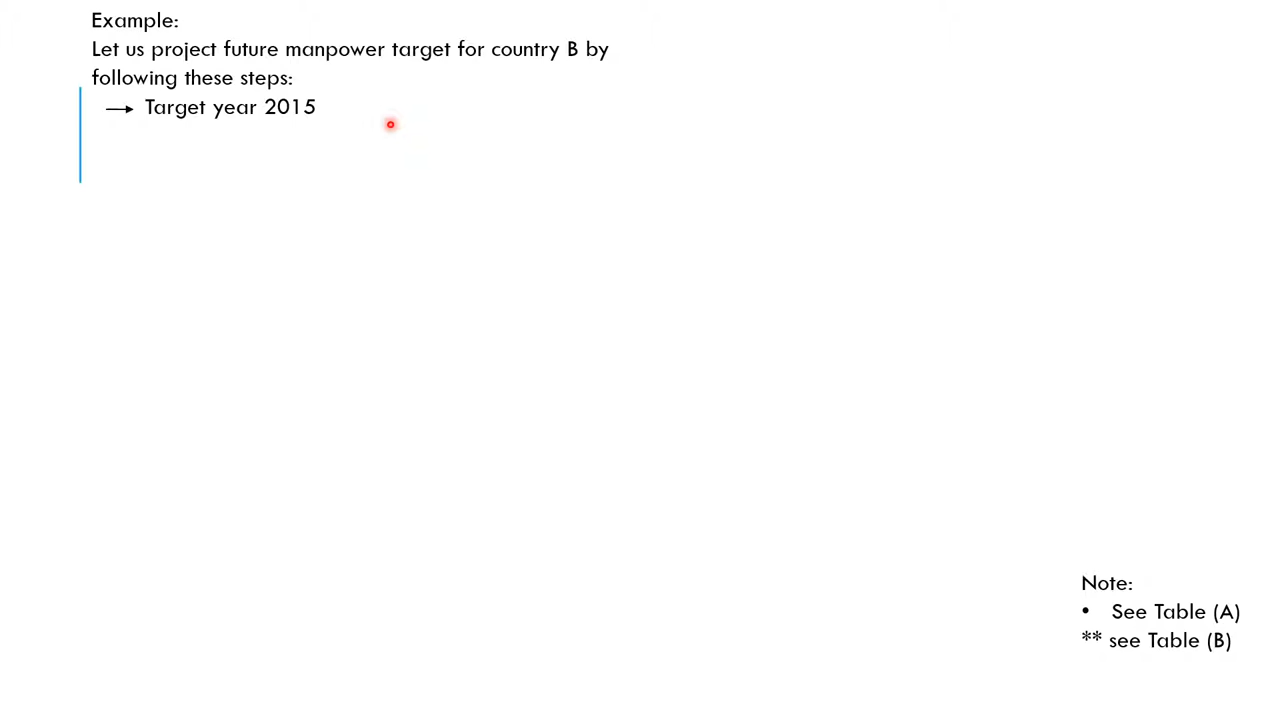 Example:
Let us project future manpower target for country B by
following these steps:
→ Target year 2015
Note:
• See Table (A)
** see Table (B)